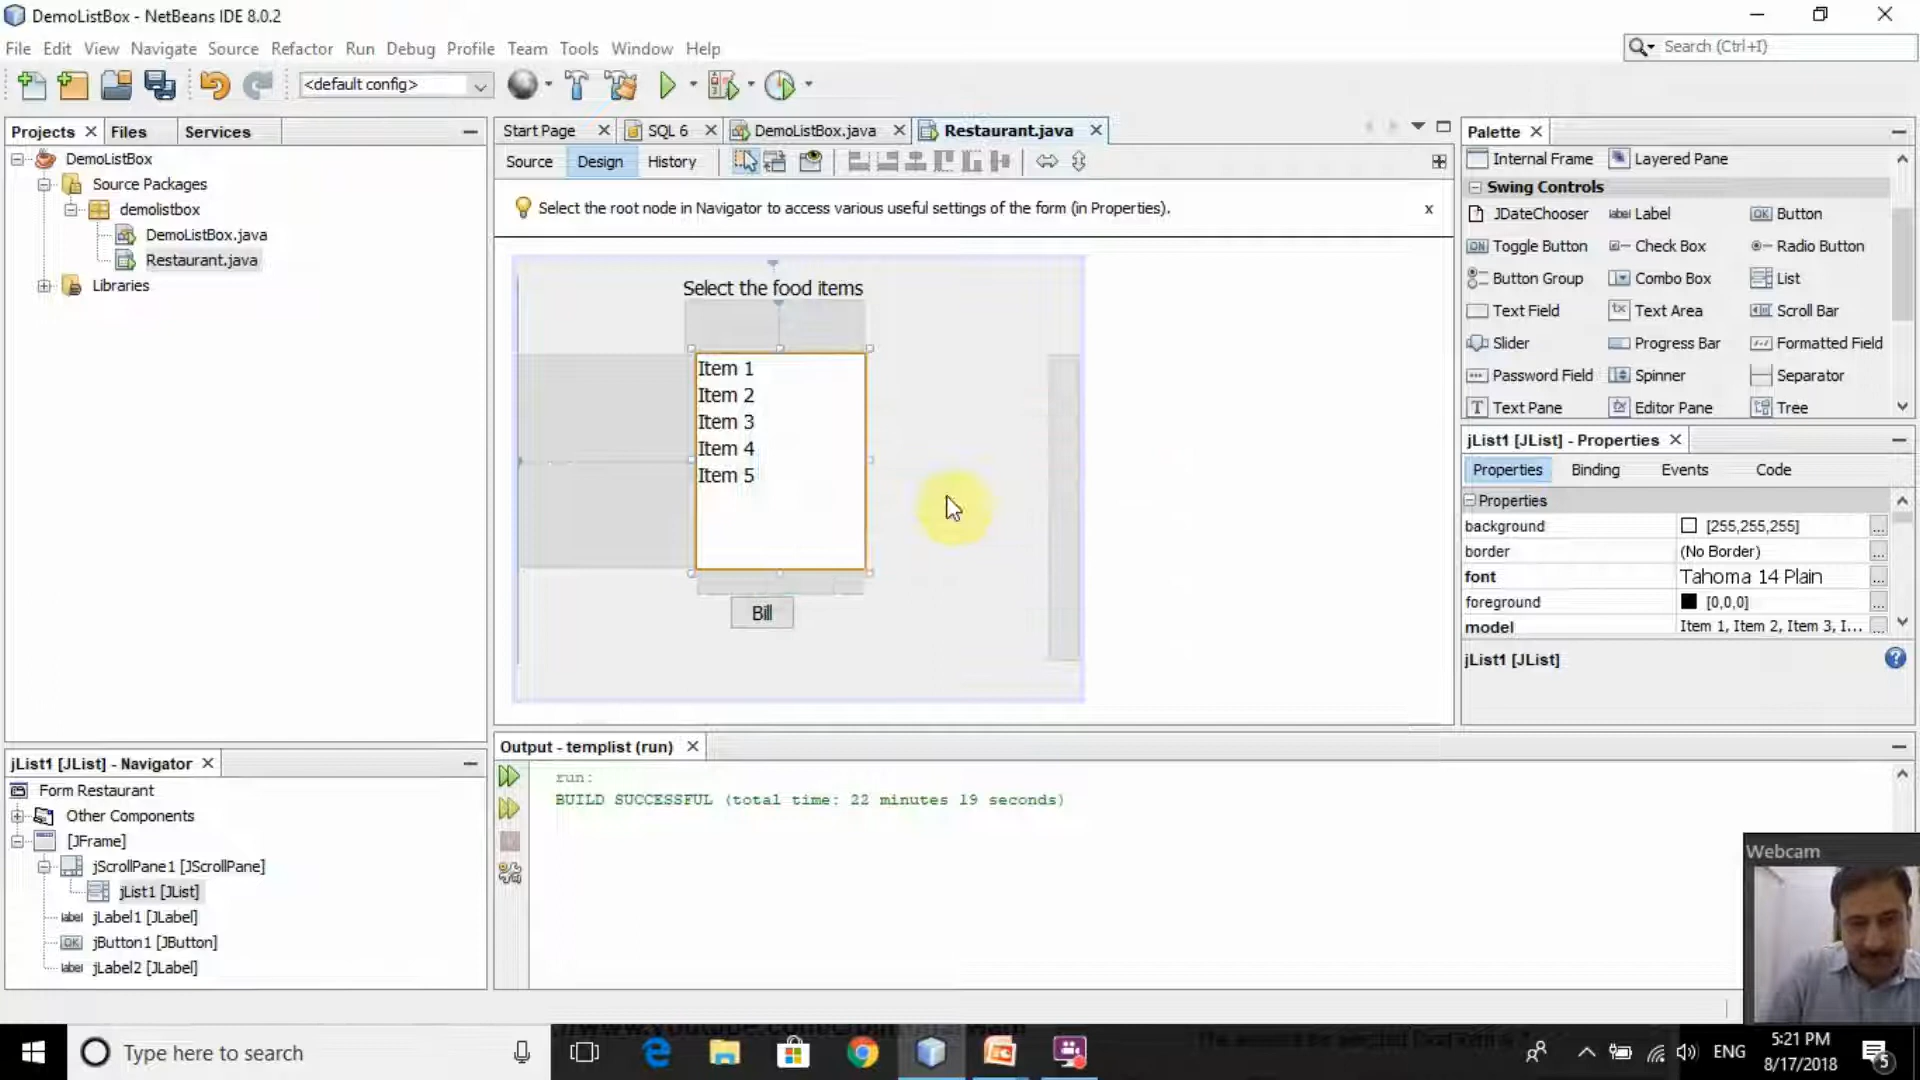 DemoListBox - NetBeans IDE 8.0.2
File Edit View Navigate Source Refactor Run Debug Profile Team Tools Window Help
Search (Ctrl+I)
<default config>
Projects Files Services
DemoListBox
Source Packages
demolistbox
DemoListBox.java
Restaurant.java
Libraries
Start Page SQL 6 DemoListBox.java Restaurant.java
Source Design History
Select the root node in Navigator to access various useful settings of the form (in Properties). x
Select the food items
Item 1
Item 2
Item 3
Item 4
Item 5
Bill
Palette
Internal Frame Layered Pane
Swing Controls
JDateChooser label Label OK Button
ON Toggle Button Check Box Radio Button
Button Group Combo Box List
Text Field Text Area Scroll Bar
Slider Progress Bar Formatted Field
Password Field Spinner Separator
Text Pane Editor Pane Tree
jList1 [JList] - Properties
Properties Binding Events Code
Properties
background [255,255,255] ...
border (No Border) ...
font Tahoma 14 Plain ...
foreground [0,0,0] ...
model Item 1, Item 2, Item 3, I... ...
jList1 [JList]
jList1 [JList] - Navigator
Form Restaurant
Other Components
[JFrame]
jScrollPane1 [JScrollPane]
jList1 [JList]
label jLabel1 [JLabel]
OK jButton1 [JButton]
label jLabel2 [JLabel]
Output - templist (run)
run:
BUILD SUCCESSFUL (total time: 22 minutes 19 seconds)
Webcam
Type here to search
ENG
5:21 PM
8/17/2018
5